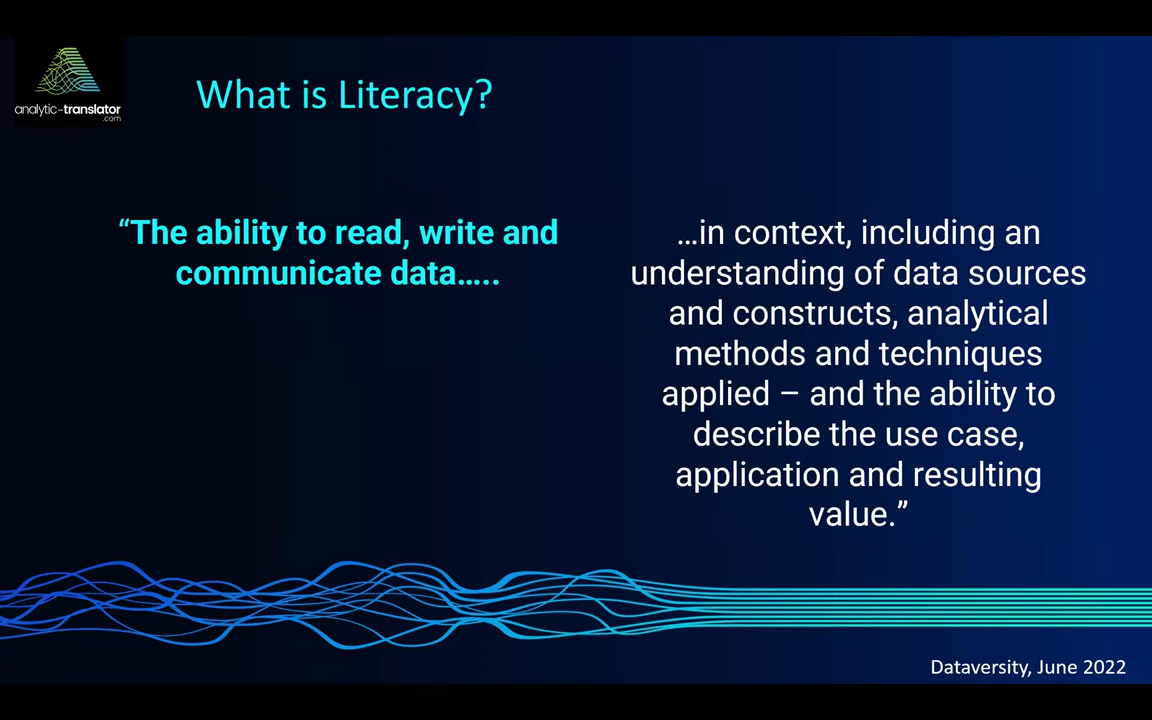 analytic-translator
.com
What is Literacy?
“The ability to read, write and
communicate data…..
…in context, including an
understanding of data sources
and constructs, analytical
methods and techniques
applied – and the ability to
describe the use case,
application and resulting
value.”
Dataversity, June 2022